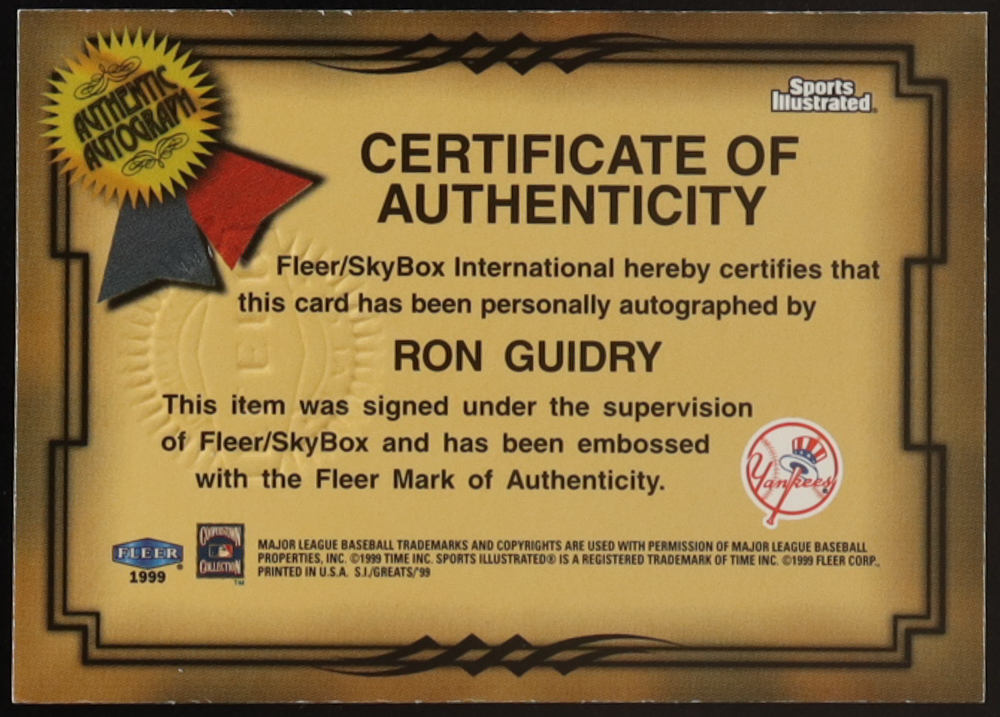 AUTHENTIC
AUTOGRAPH
Sports
Illustrated
CERTIFICATE OF
AUTHENTICITY
Fleer/SkyBox International hereby certifies that
this card has been personally autographed by
RON GUIDRY
This item was signed under the supervision
of Fleer/SkyBox and has been embossed
with the Fleer Mark of Authenticity.
Yankees
FLEER®
1999
COOPERSTOWN
COLLECTION
TM
MAJOR LEAGUE BASEBALL TRADEMARKS AND COPYRIGHTS ARE USED WITH PERMISSION OF MAJOR LEAGUE BASEBALL
PROPERTIES, INC. ©1999 TIME INC. SPORTS ILLUSTRATED® IS A REGISTERED TRADEMARK OF TIME INC. ©1999 FLEER CORP.,
PRINTED IN U.S.A. S.I./GREATS/'99